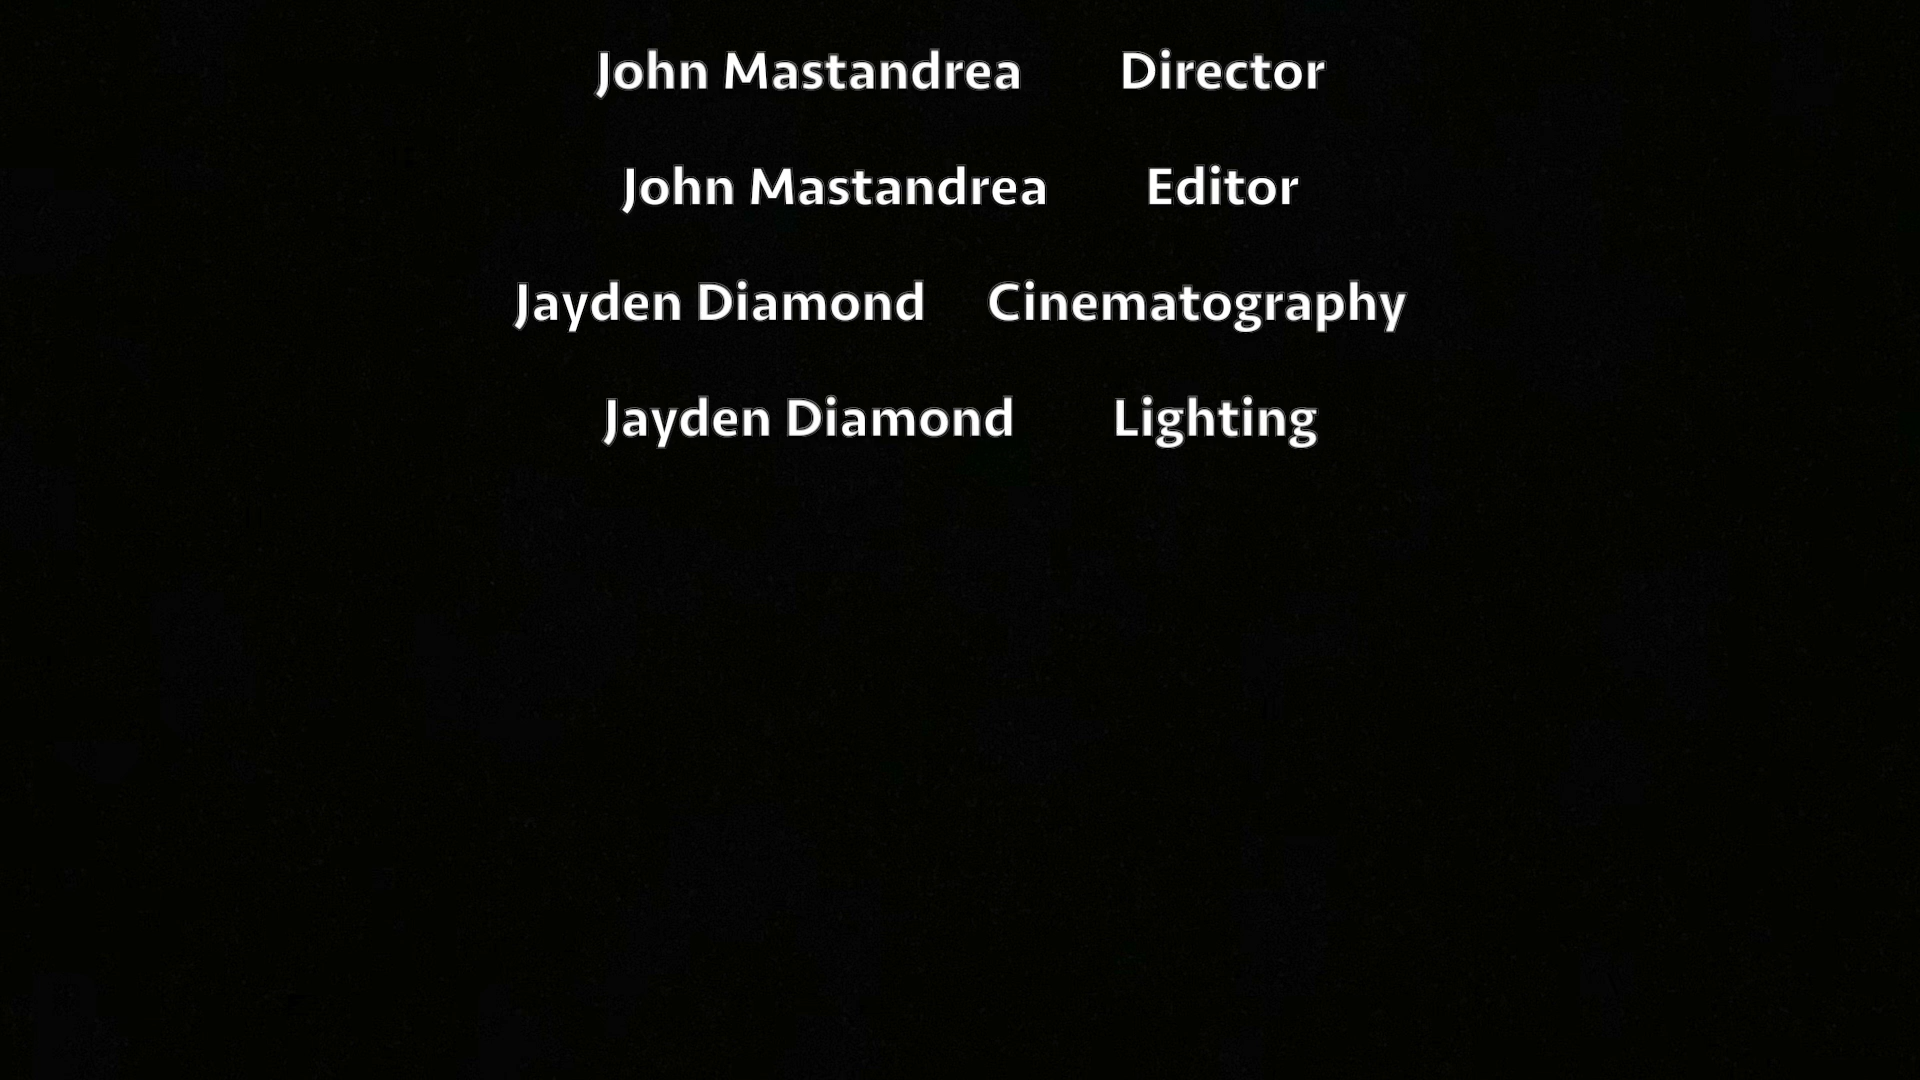 John Mastandrea Director
John Mastandrea Editor
Jayden Diamond Cinematography
Jayden Diamond Lighting